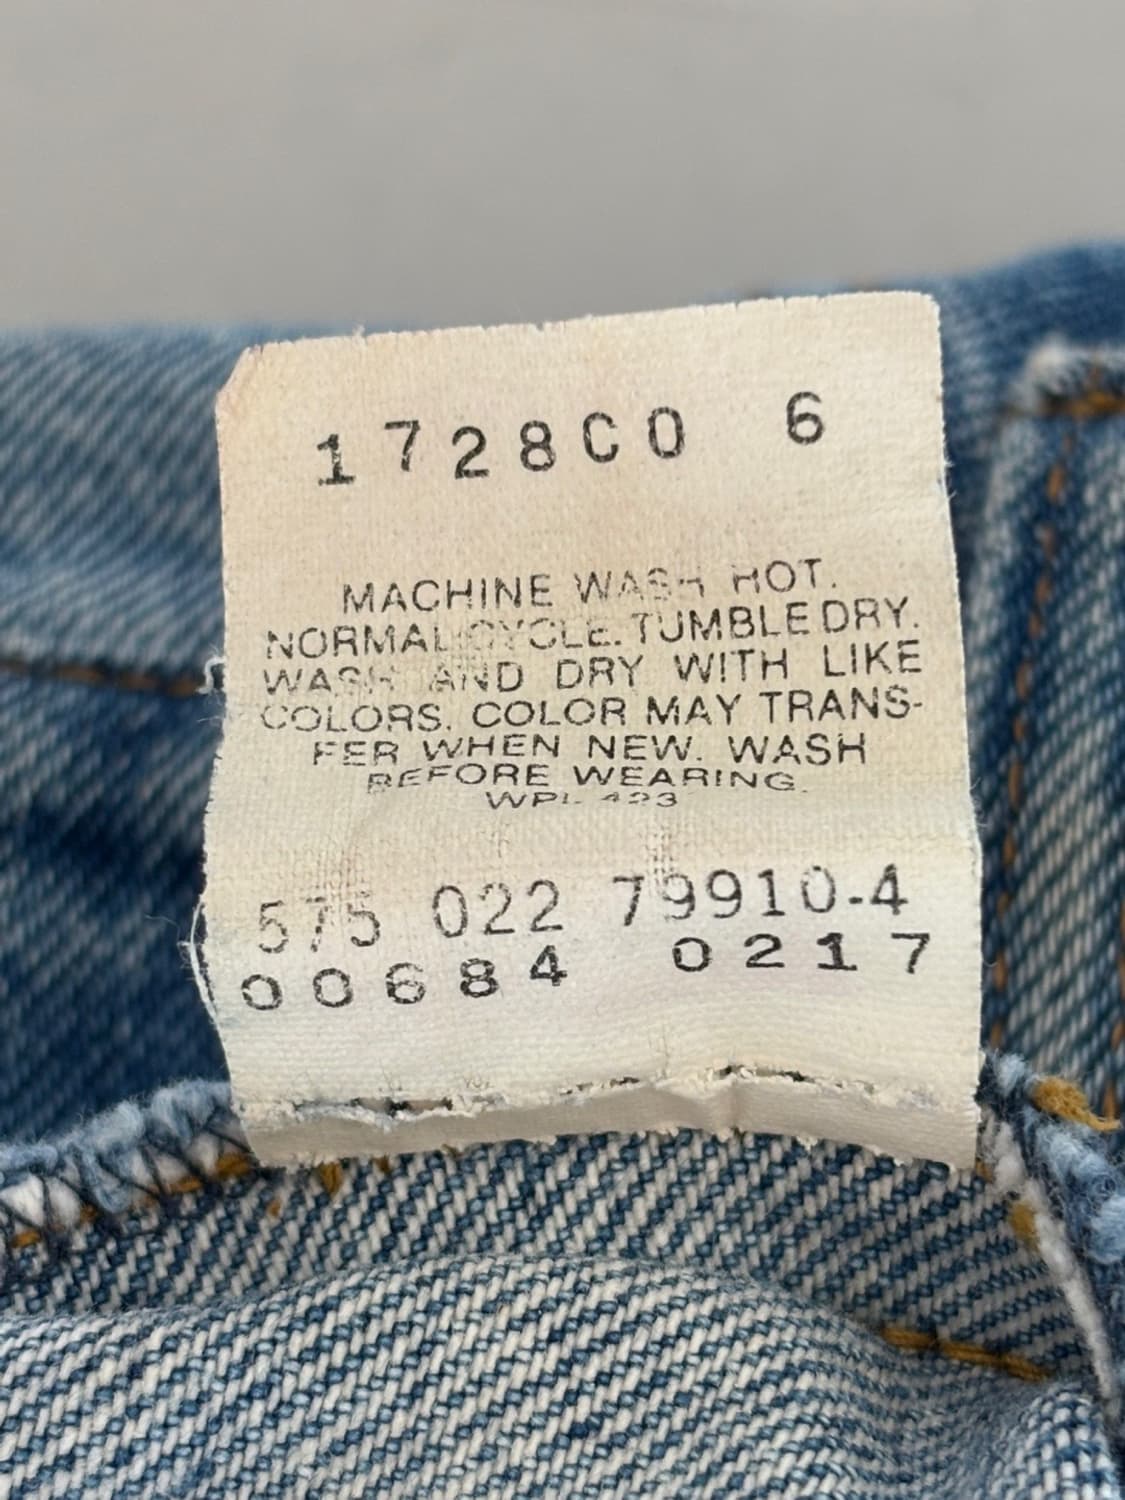 1728C0 6
MACHINE WASH HOT.
NORMAL CYCLE. TUMBLE DRY.
WASH AND DRY WITH LIKE
COLORS. COLOR MAY TRANS-
FER WHEN NEW. WASH
BEFORE WEARING.
WPL 423
575 022 79910-4
00684 0217